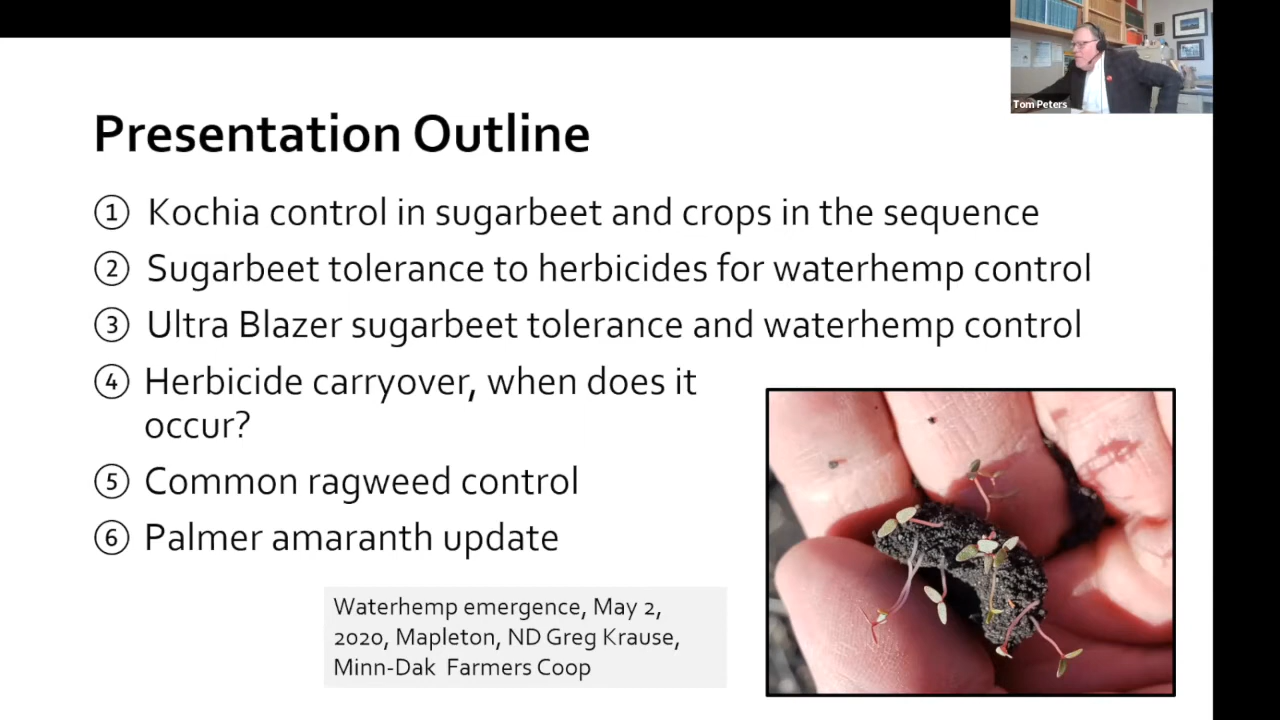 Tom Peters
Presentation Outline
① Kochia control in sugarbeet and crops in the sequence
② Sugarbeet tolerance to herbicides for waterhemp control
③ Ultra Blazer sugarbeet tolerance and waterhemp control
④ Herbicide carryover, when does it
occur?
⑤ Common ragweed control
⑥ Palmer amaranth update
Waterhemp emergence, May 2,
2020, Mapleton, ND Greg Krause,
Minn-Dak Farmers Coop